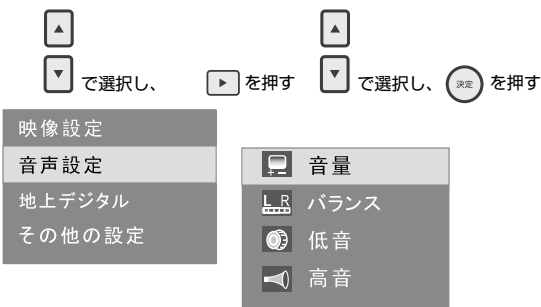 で選択し、 を押す で選択し、 決定 を押す
映像設定
音声設定
地上デジタル
その他の設定
音量
L R バランス
低音
高音